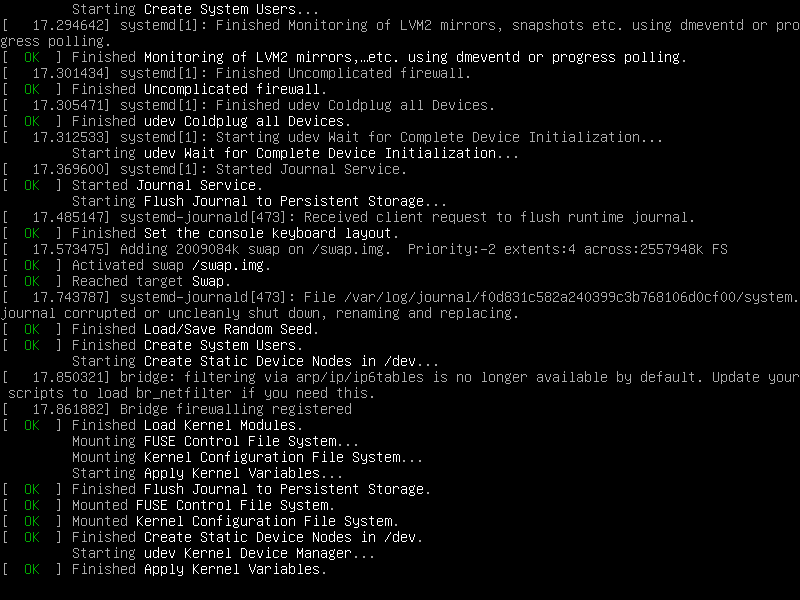 Starting Create System Users...
[   17.294642] systemd[1]: Finished Monitoring of LVM2 mirrors, snapshots etc. using dmeventd or pro
gress polling.
[  OK  ] Finished Monitoring of LVM2 mirrors,…etc. using dmeventd or progress polling.
[   17.301434] systemd[1]: Finished Uncomplicated firewall.
[  OK  ] Finished Uncomplicated firewall.
[   17.305471] systemd[1]: Finished udev Coldplug all Devices.
[  OK  ] Finished udev Coldplug all Devices.
[   17.312533] systemd[1]: Starting udev Wait for Complete Device Initialization...
Starting udev Wait for Complete Device Initialization...
[   17.369600] systemd[1]: Started Journal Service.
[  OK  ] Started Journal Service.
Starting Flush Journal to Persistent Storage...
[   17.485147] systemd-journald[473]: Received client request to flush runtime journal.
[  OK  ] Finished Set the console keyboard layout.
[   17.573475] Adding 2009084k swap on /swap.img.  Priority:-2 extents:4 across:2557948k FS
[  OK  ] Activated swap /swap.img.
[  OK  ] Reached target Swap.
[   17.743787] systemd-journald[473]: File /var/log/journal/f0d831c582a240399c3b768106d0cf00/system.
journal corrupted or uncleanly shut down, renaming and replacing.
[  OK  ] Finished Load/Save Random Seed.
[  OK  ] Finished Create System Users.
Starting Create Static Device Nodes in /dev...
[   17.850321] bridge: filtering via arp/ip/ip6tables is no longer available by default. Update your
scripts to load br_netfilter if you need this.
[   17.861882] Bridge firewalling registered
[  OK  ] Finished Load Kernel Modules.
Mounting FUSE Control File System...
Mounting Kernel Configuration File System...
Starting Apply Kernel Variables...
[  OK  ] Finished Flush Journal to Persistent Storage.
[  OK  ] Mounted FUSE Control File System.
[  OK  ] Mounted Kernel Configuration File System.
[  OK  ] Finished Create Static Device Nodes in /dev.
Starting udev Kernel Device Manager...
[  OK  ] Finished Apply Kernel Variables.